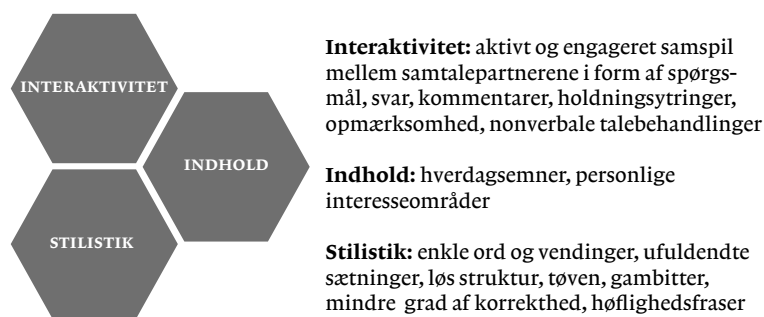 INTERAKTIVITET
INDHOLD
STILISTIK
Interaktivitet: aktivt og engageret samspil
mellem samtalepartnerene i form af spørgs-
mål, svar, kommentarer, holdningsytringer,
opmærksomhed, nonverbale talebehandlinger
Indhold: hverdagsemner, personlige
interesseområder
Stilistik: enkle ord og vendinger, ufuldendte
sætninger, løs struktur, tøven, gambitter,
mindre grad af korrekthed, høflighedsfraser